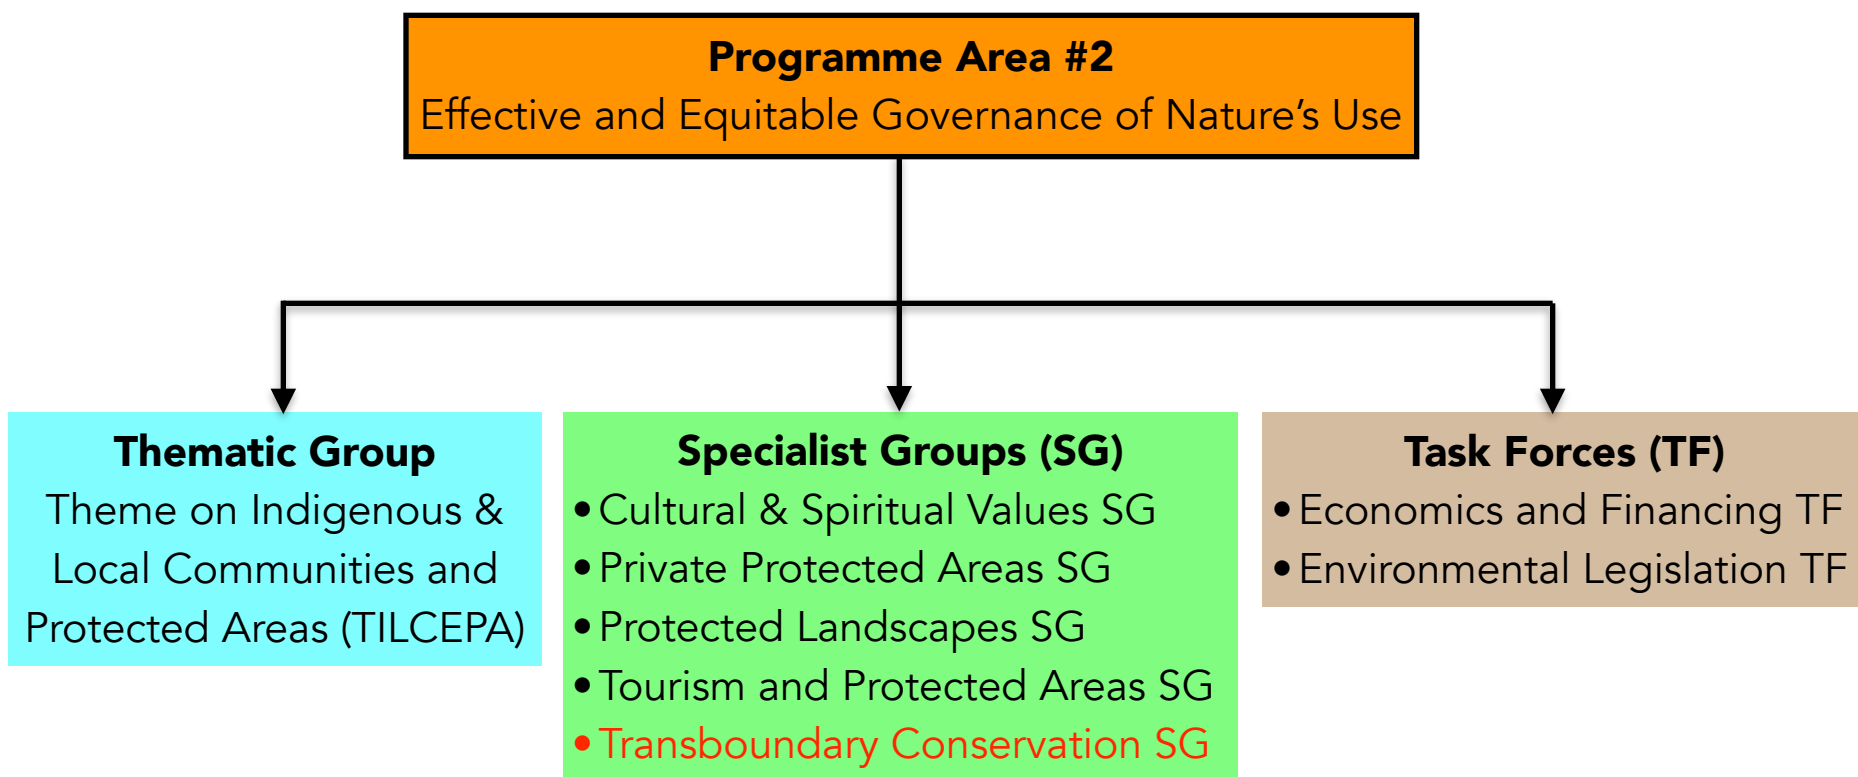 Programme Area #2
Effective and Equitable Governance of Nature’s Use
Thematic Group
Theme on Indigenous &
Local Communities and
Protected Areas (TILCEPA)
Specialist Groups (SG)
•Cultural & Spiritual Values SG
•Private Protected Areas SG
•Protected Landscapes SG
•Tourism and Protected Areas SG
•Transboundary Conservation SG
Task Forces (TF)
•Economics and Financing TF
•Environmental Legislation TF